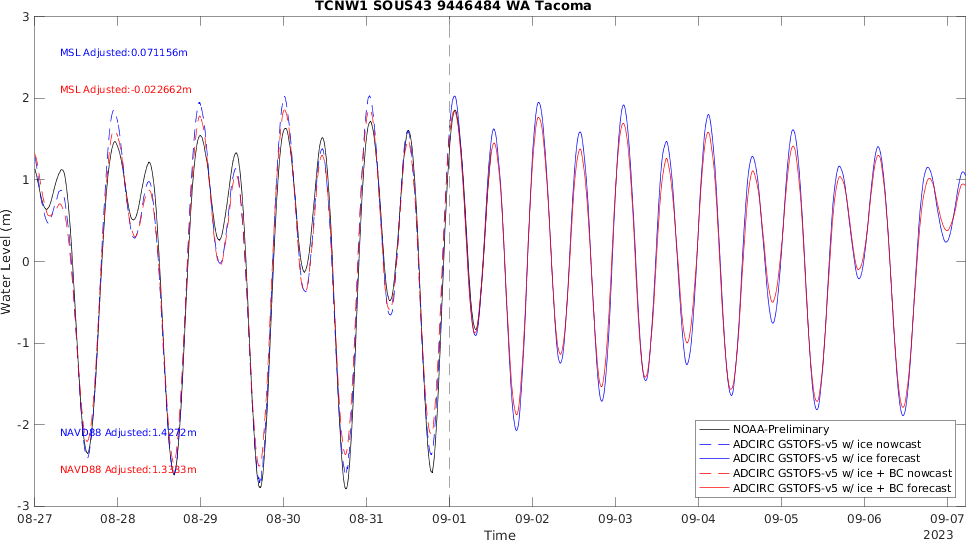 TCNW1 SOUS43 9446484 WA Tacoma
3
MSL Adjusted:0.071156m
MSL Adjusted:-0.022662m
2
1
0
-1
-2
-3
Water Level (m)
NAVD88 Adjusted:1.4272m
NAVD88 Adjusted:1.3333m
NOAA-Preliminary
ADCIRC GSTOFS-v5 w/ ice nowcast
ADCIRC GSTOFS-v5 w/ ice forecast
ADCIRC GSTOFS-v5 w/ ice + BC nowcast
ADCIRC GSTOFS-v5 w/ ice + BC forecast
08-27 08-28 08-29 08-30 08-31 09-01 09-02 09-03 09-04 09-05 09-06 09-07
Time
2023